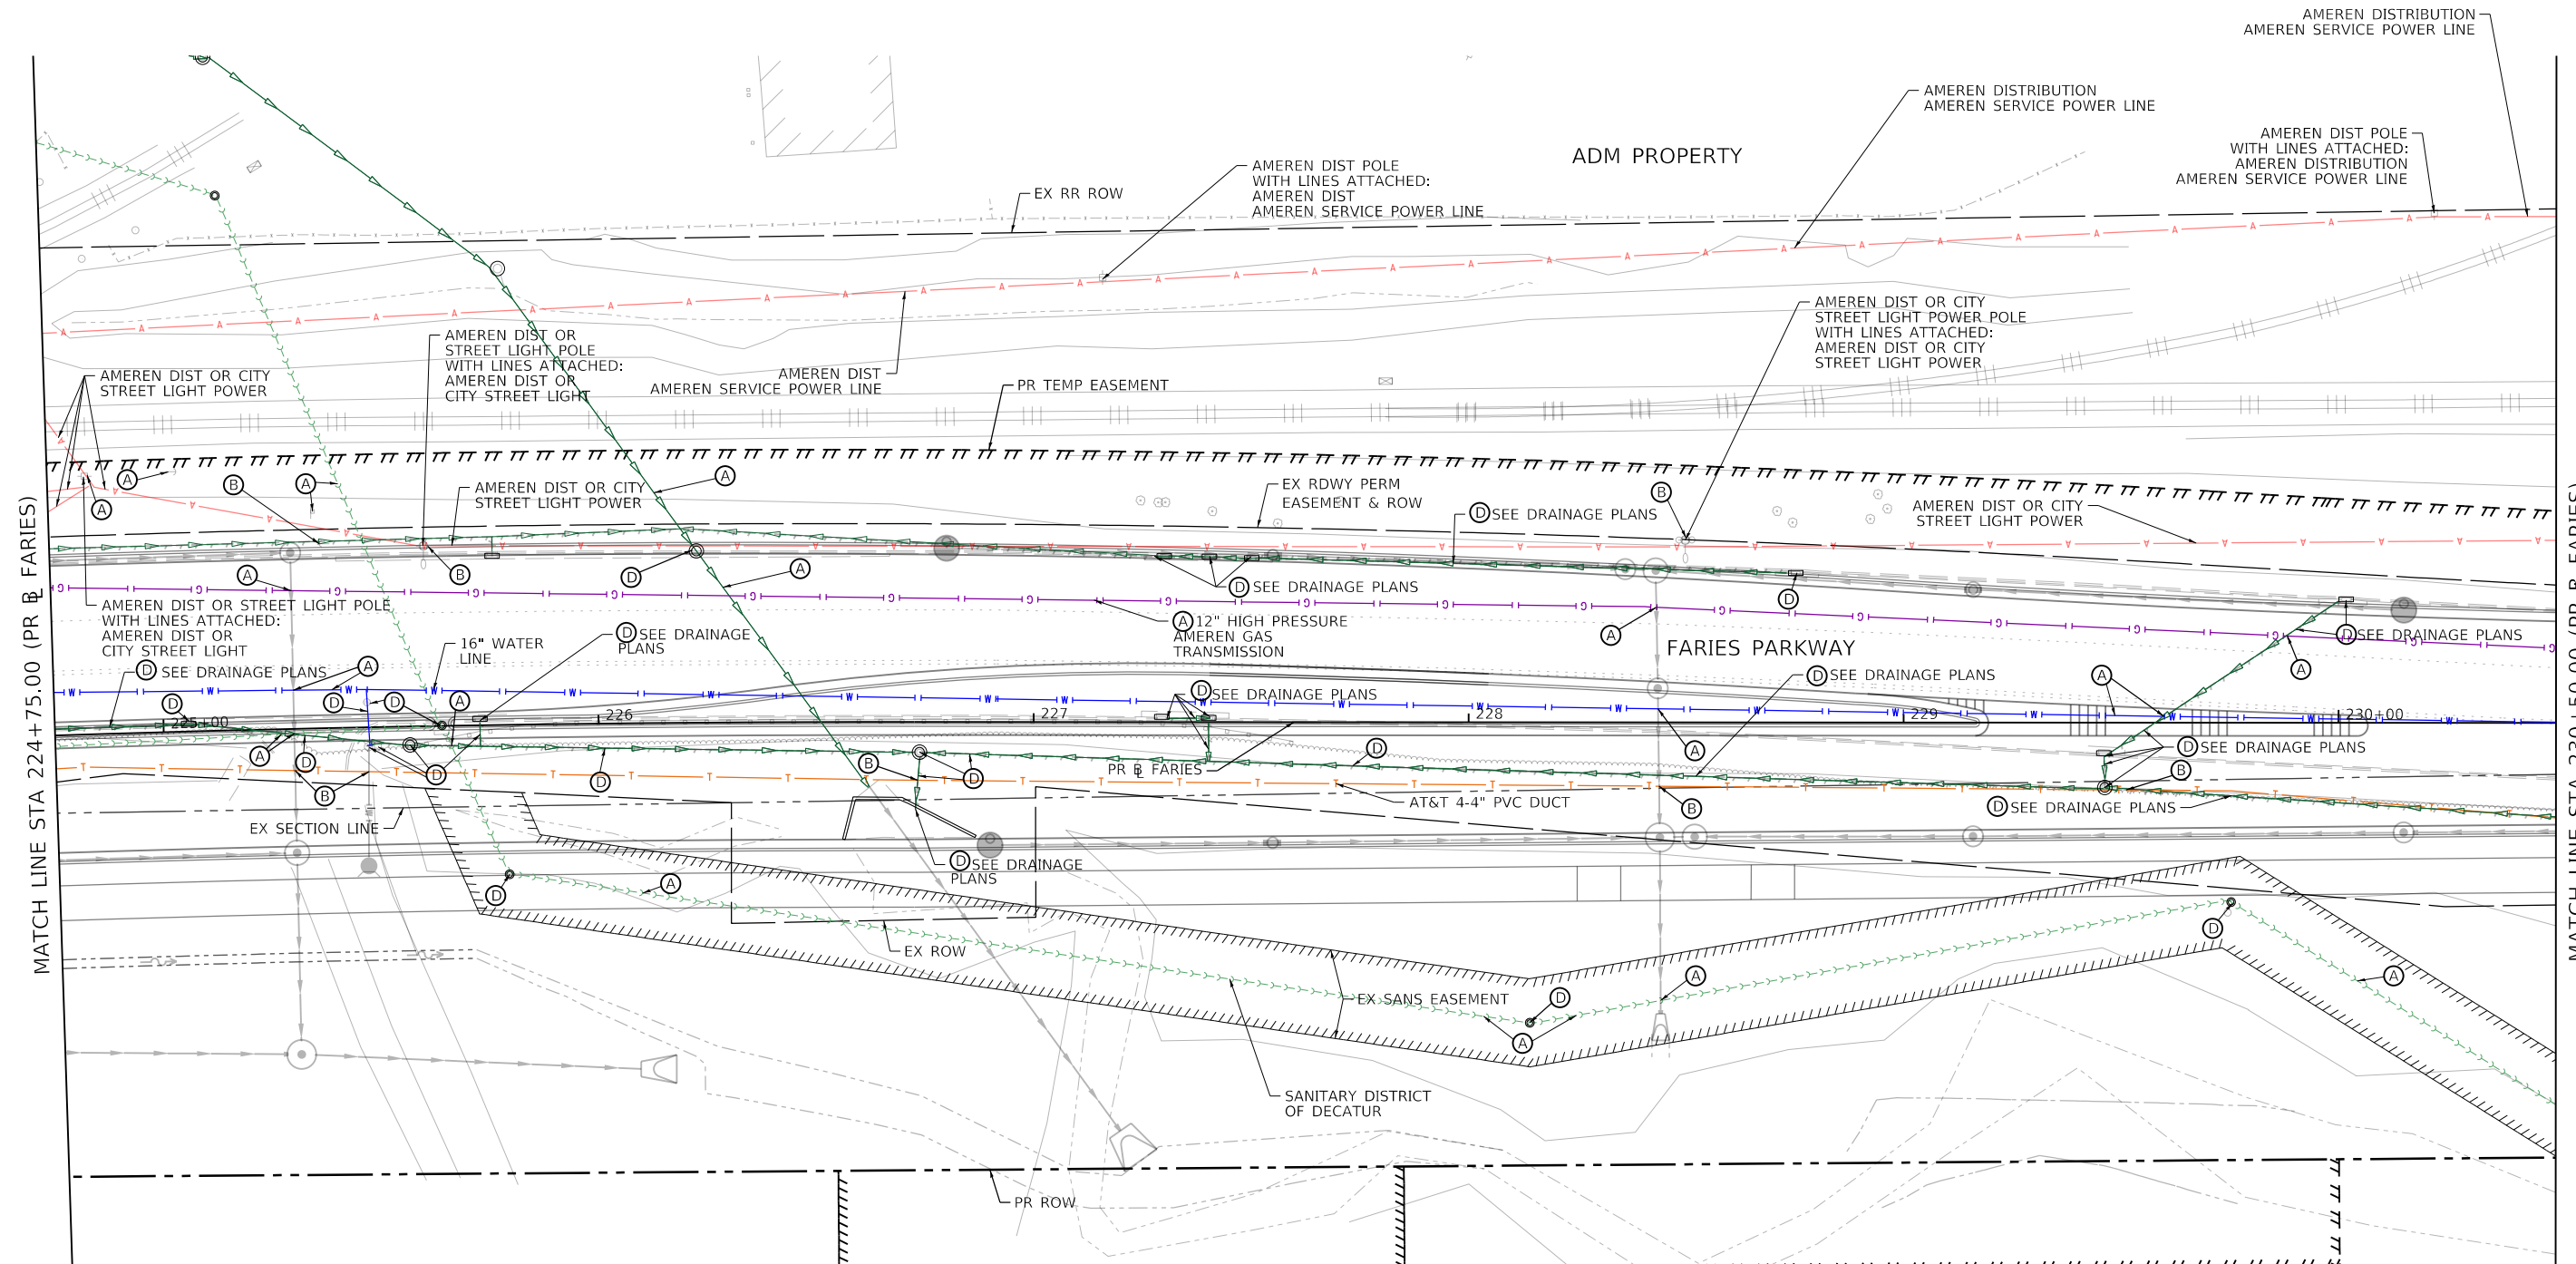 AMEREN DISTRIBUTION
AMEREN SERVICE POWER LINE
AMEREN DISTRIBUTION
AMEREN SERVICE POWER LINE
AMEREN DIST POLE
WITH LINES ATTACHED:
AMEREN DISTRIBUTION
AMEREN SERVICE POWER LINE
ADM PROPERTY
AMEREN DIST POLE
WITH LINES ATTACHED:
AMEREN DIST
AMEREN SERVICE POWER LINE
EX RR ROW
AMEREN DIST OR CITY
STREET LIGHT POWER POLE
WITH LINES ATTACHED:
AMEREN DIST OR CITY
STREET LIGHT POWER
AMEREN DIST OR
STREET LIGHT POLE
WITH LINES ATTACHED:
AMEREN DIST OR
CITY STREET LIGHT
AMEREN DIST
AMEREN SERVICE POWER LINE
PR TEMP EASEMENT
AMEREN DIST OR CITY
STREET LIGHT POWER
AMEREN DIST OR CITY
STREET LIGHT POWER
EX RDWY PERM
EASEMENT & ROW
D SEE DRAINAGE PLANS
AMEREN DIST OR CITY
STREET LIGHT POWER
D SEE DRAINAGE PLANS
AMEREN DIST OR STREET LIGHT POLE
WITH LINES ATTACHED:
AMEREN DIST OR
CITY STREET LIGHT
A 12" HIGH PRESSURE
AMEREN GAS
TRANSMISSION
16" WATER
LINE
D SEE DRAINAGE
PLANS
D SEE DRAINAGE PLANS
FARIES PARKWAY
D SEE DRAINAGE PLANS
D SEE DRAINAGE PLANS
D SEE DRAINAGE PLANS
225+00
226
227
228
229
230+00
D SEE DRAINAGE PLANS
PR ℄ FARIES
AT&T 4-4" PVC DUCT
D SEE DRAINAGE PLANS
EX SECTION LINE
D SEE DRAINAGE
PLANS
EX ROW
EX SANS EASEMENT
SANITARY DISTRICT
OF DECATUR
PR ROW
MATCH LINE STA 224+75.00 (PR ℄ FARIES)
MATCH LINE STA 230+50.00 (PR ℄ FARIES)